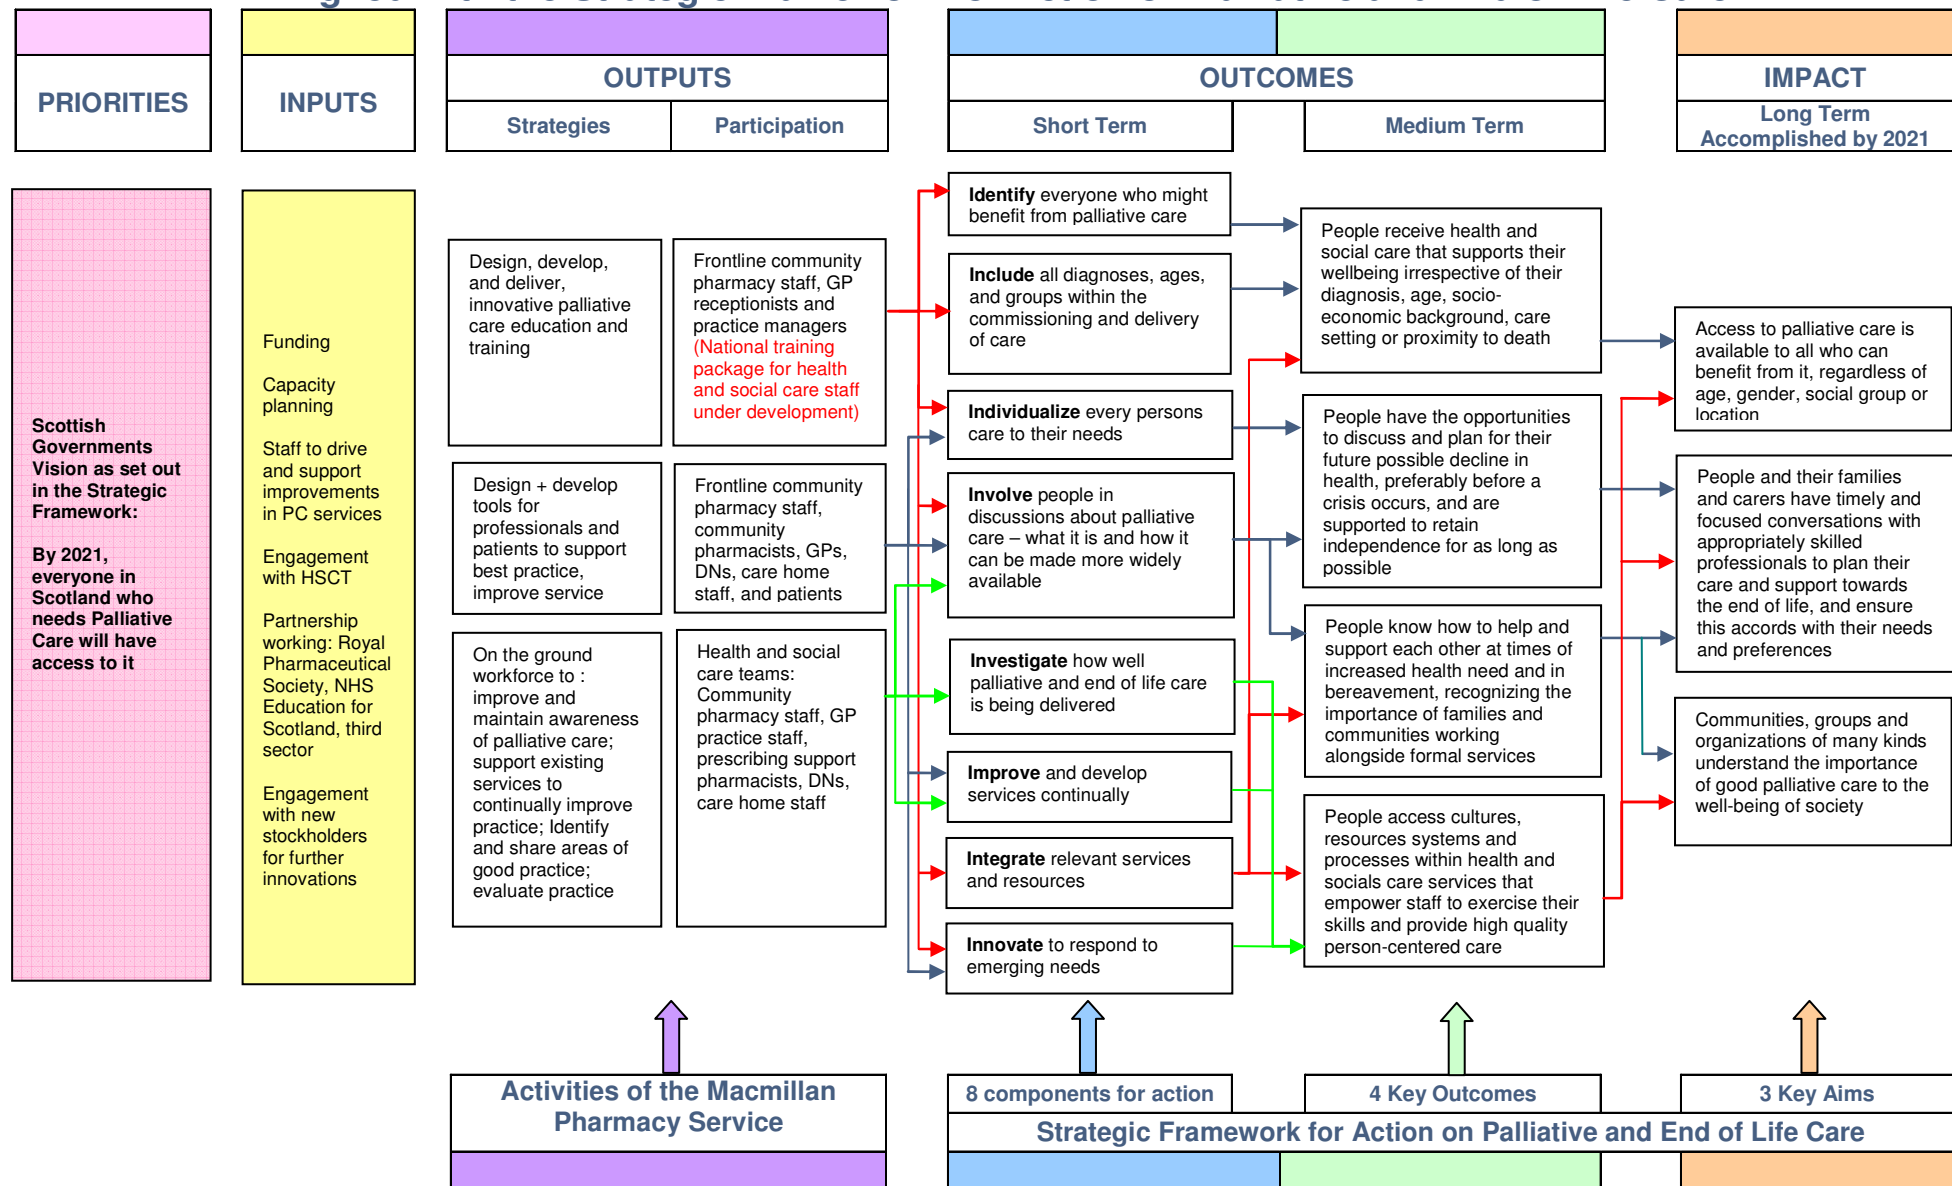 PRIORITIES
INPUTS
OUTPUTS
Strategies
Participation
OUTCOMES
Short Term
Medium Term
IMPACT
Long Term
Accomplished by 2021
Scottish
Governments
Vision as set out
in the Strategic
Framework:
By 2021,
everyone in
Scotland who
needs Palliative
Care will have
access to it
Funding
Capacity
planning
Staff to drive
and support
improvements
in PC services
Engagement
with HSCT
Partnership
working: Royal
Pharmaceutical
Society, NHS
Education for
Scotland, third
sector
Engagement
with new
stockholders
for further
innovations
Design, develop,
and deliver,
innovative palliative
care education and
training
Design + develop
tools for
professionals and
patients to support
best practice,
improve service
On the ground
workforce to :
improve and
maintain awareness
of palliative care;
support existing
services to
continually improve
practice; Identify
and share areas of
good practice;
evaluate practice
Frontline community
pharmacy staff, GP
receptionists and
practice managers
(National training
package for health
and social care staff
under development)
Frontline community
pharmacy staff,
community
pharmacists, GPs,
DNs, care home
staff, and patients
Health and social
care teams:
Community
pharmacy staff, GP
practice staff,
prescribing support
pharmacists, DNs,
care home staff
Identify everyone who might
benefit from palliative care
Include all diagnoses, ages,
and groups within the
commissioning and delivery
of care
Individualize every persons
care to their needs
Involve people in
discussions about palliative
care – what it is and how it
can be made more widely
available
Investigate how well
palliative and end of life care
is being delivered
Improve and develop
services continually
Integrate relevant services
and resources
Innovate to respond to
emerging needs
People receive health and
social care that supports their
wellbeing irrespective of their
diagnosis, age, socio-
economic background, care
setting or proximity to death
People have the opportunities
to discuss and plan for their
future possible decline in
health, preferably before a
crisis occurs, and are
supported to retain
independence for as long as
possible
People know how to help and
support each other at times of
increased health need and in
bereavement, recognizing the
importance of families and
communities working
alongside formal services
People access cultures,
resources systems and
processes within health and
socials care services that
empower staff to exercise their
skills and provide high quality
person-centered care
Access to palliative care is
available to all who can
benefit from it, regardless of
age, gender, social group or
location
People and their families
and carers have timely and
focused conversations with
appropriately skilled
professionals to plan their
care and support towards
the end of life, and ensure
this accords with their needs
and preferences
Communities, groups and
organizations of many kinds
understand the importance
of good palliative care to the
well-being of society
Activities of the Macmillan
Pharmacy Service
8 components for action
4 Key Outcomes
3 Key Aims
Strategic Framework for Action on Palliative and End of Life Care